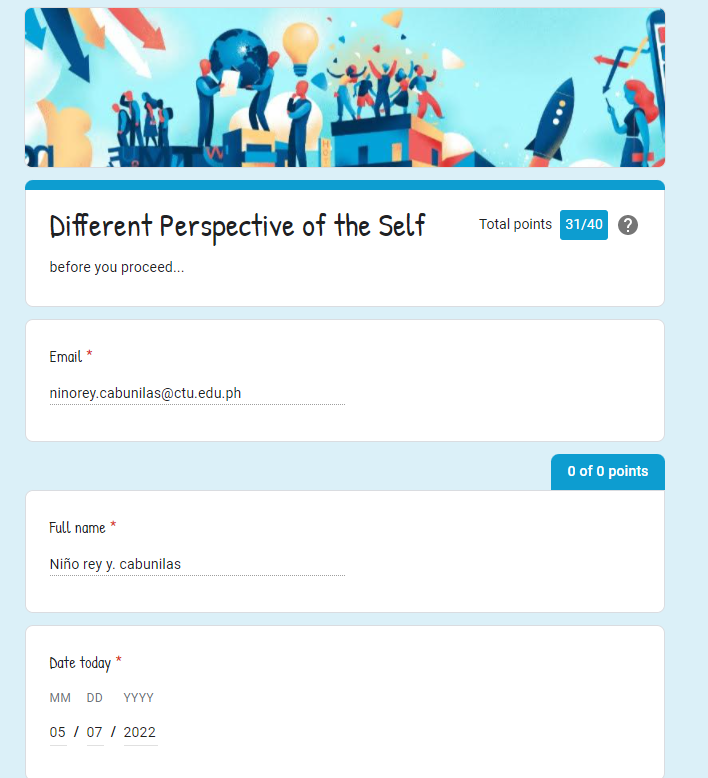 Different Perspective of the Self
Total points 31/40 ?
before you proceed...
Email *
ninorey.cabunilas@ctu.edu.ph
0 of 0 points
Full name *
Niño rey y. cabunilas
Date today *
MM DD YYYY
05 / 07 / 2022